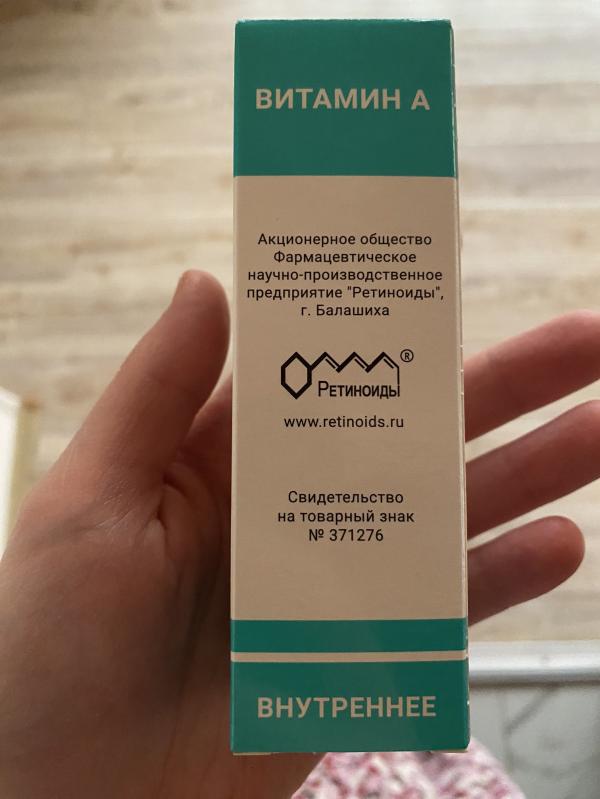 ВИТАМИН А
Акционерное общество
Фармацевтическое
научно-производственное
предприятие "Ретиноиды",
г. Балашиха
®
Ретиноиды
www.retinoids.ru
Свидетельство
на товарный знак
№ 371276
ВНУТРЕННЕЕ